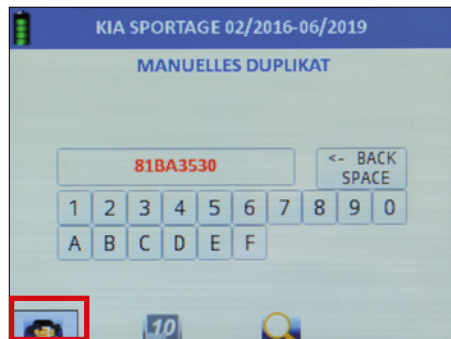 KIA SPORTAGE 02/2016-06/2019
MANUELLES DUPLIKAT
81BA3530
<- BACK
SPACE
1 2 3 4 5 6 7 8 9 0
A B C D E F
10